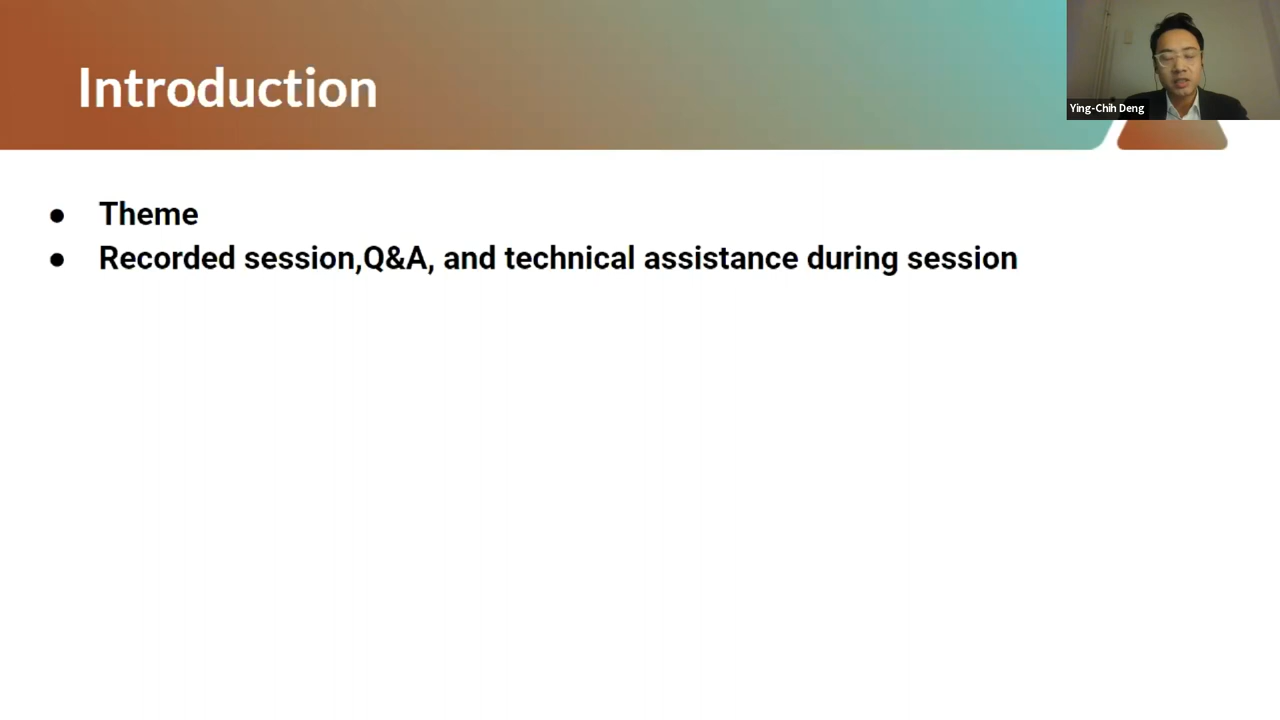 Introduction
Ying-Chih Deng
● Theme
● Recorded session,Q&A, and technical assistance during session